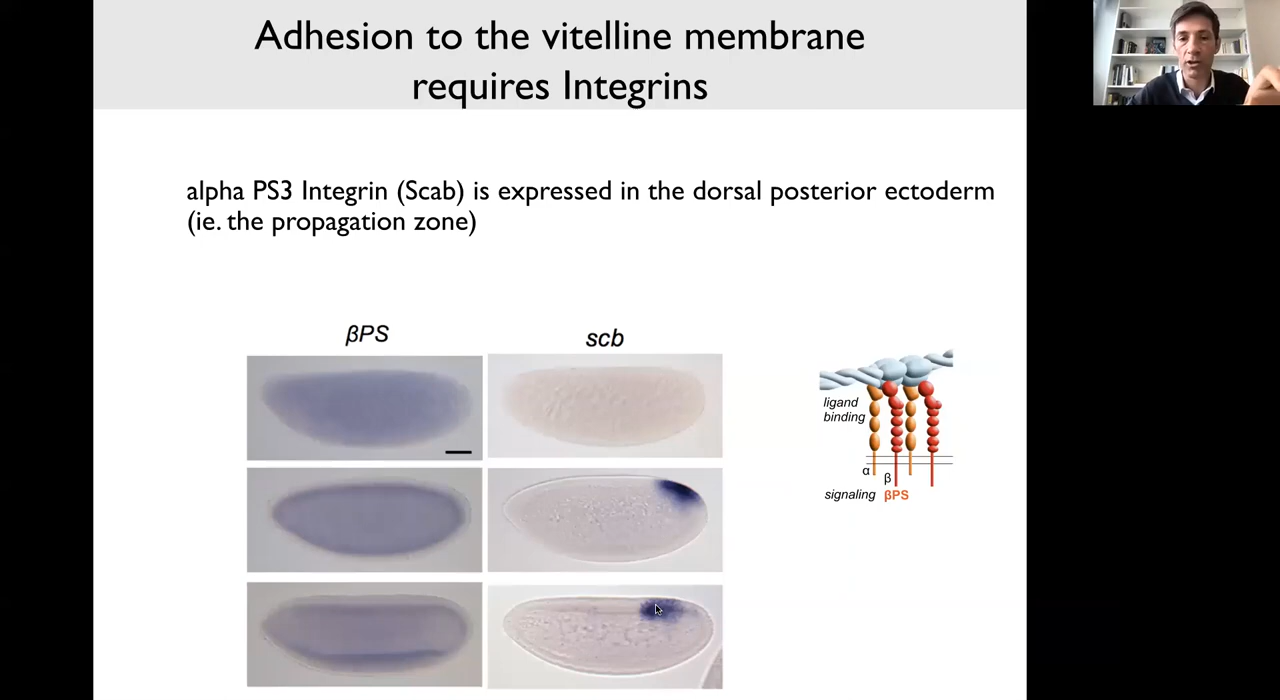 Adhesion to the vitelline membrane
requires Integrins
alpha PS3 Integrin (Scab) is expressed in the dorsal posterior ectoderm
(ie. the propagation zone)
βPS
scb
ligand
binding
α
β
signaling βPS